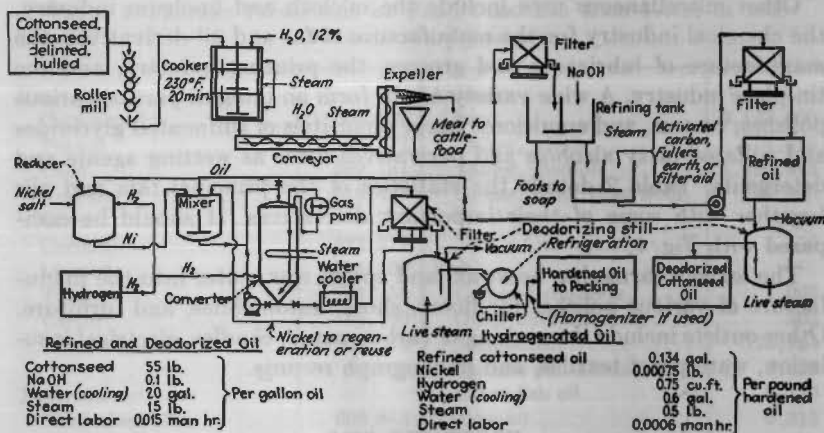 Other miscellaneous uses include the oilcloth and linoleum industry,
Cottonseed,
cleaned,
delinted,
hulled
Roller
mill
Cooker
230°F.
20min.
H₂O, 12%
Steam
H₂O
Steam
Conveyor
Expeller
Meal to
cattle-
food
Filter
NaOH
Refining tank
Steam
Foots to
soap
Activated
carbon,
Fullers
earth, or
filter aid
Filter
Refined
oil
Oil
Reducer
Nickel
salt
H₂
Ni
Mixer
Hydrogen
H₂
H₂
Gas
pump
Steam
Water
cooler
Converter
Nickel to regen-
eration or reuse
Filter
Vacuum
Deodorizing still
Refrigeration
Live steam
Chiller
Hardened Oil
to Packing
(Homogenizer if used)
Deodorized
Cottonseed
Oil
Vacuum
Live steam
Refined and Deodorized Oil
Cottonseed 55 lb.
NaOH 0.1 lb.
Water (cooling) 20 gal.
Steam 15 lb.
Direct labor 0.015 man hr.
Per gallon oil
Hydrogenated Oil
Refined cottonseed oil 0.134 gal.
Nickel 0.00075 lb.
Hydrogen 0.75 cu.ft.
Water (cooling) 0.6 gal.
Steam 0.5 lb.
Direct labor 0.0006 man hr.
Per pound
hardened
oil